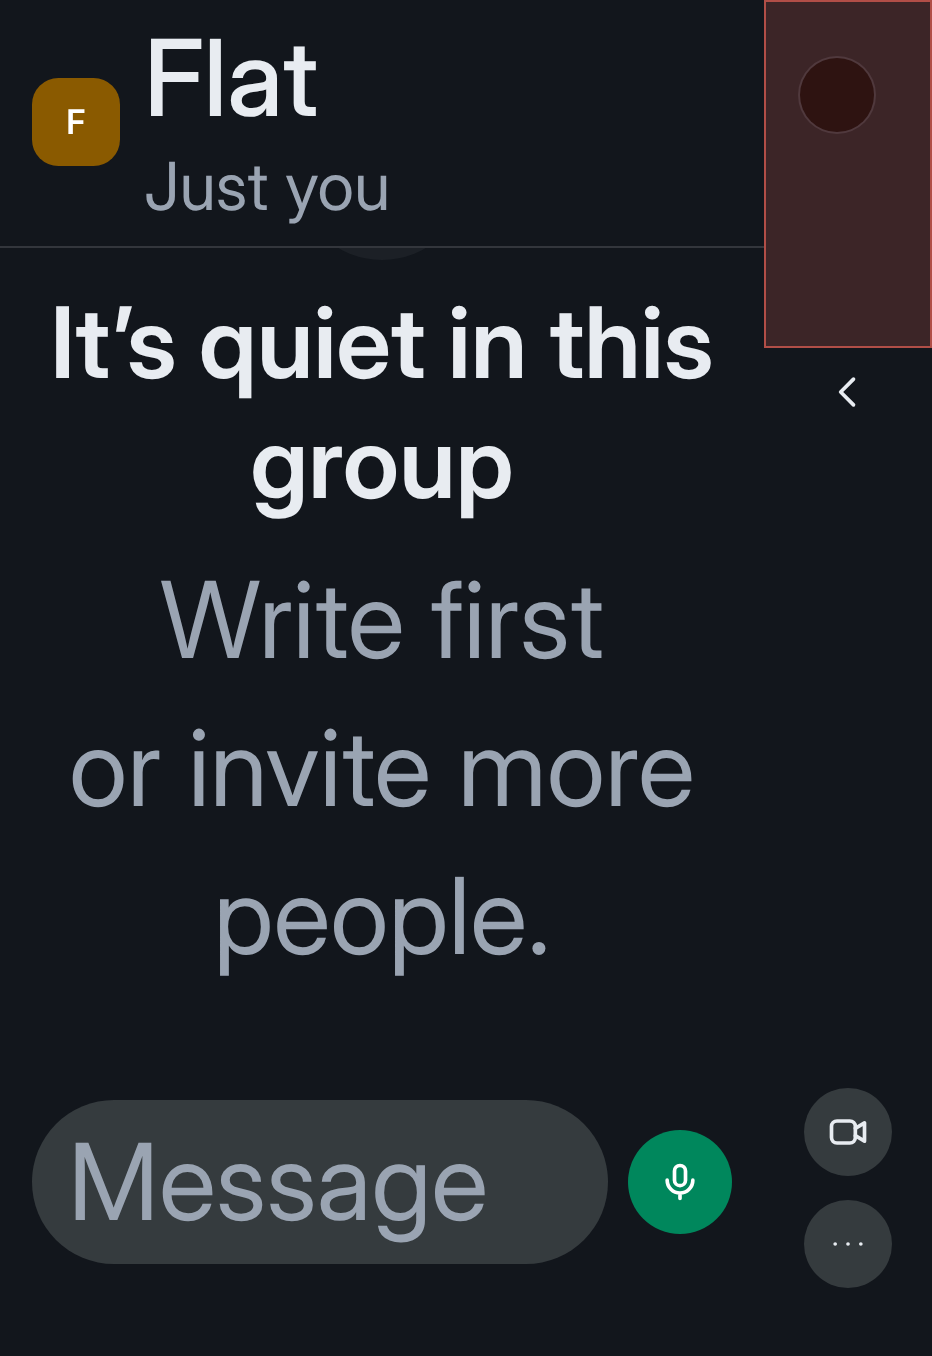 F
Flat
Just you
It’s quiet in this
group
Write first
or invite more
people.
Message